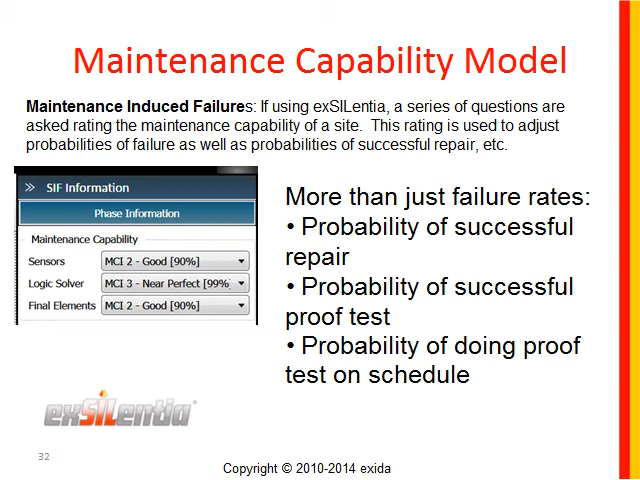 Maintenance Capability Model
Maintenance Induced Failures: If using exSILentia, a series of questions are
asked rating the maintenance capability of a site.  This rating is used to adjust
probabilities of failure as well as probabilities of successful repair, etc.
SIF Information
Phase Information
Maintenance Capability
Sensors MCI 2 - Good [90%]
Logic Solver MCI 3 - Near Perfect [99%]
Final Elements MCI 2 - Good [90%]
More than just failure rates:
• Probability of successful
repair
• Probability of successful
proof test
• Probability of doing proof
test on schedule
exSILentia®
32
Copyright © 2010-2014 exida